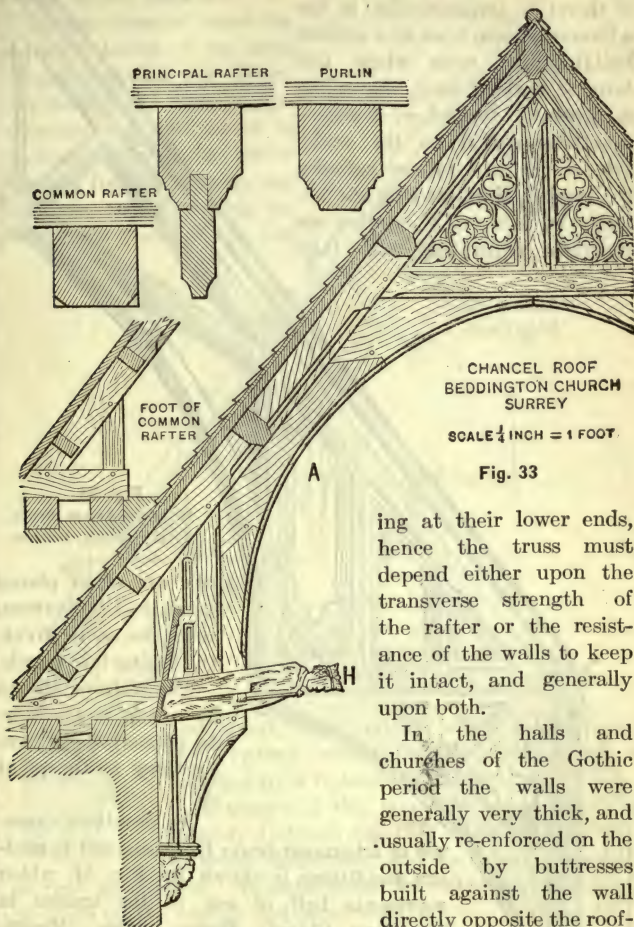 PRINCIPAL RAFTER
PURLIN
COMMON RAFTER
FOOT OF
COMMON
RAFTER
A
H
CHANCEL ROOF
BEDDINGTON CHURCH
SURREY
SCALE ¼ INCH = 1 FOOT
Fig. 33
ing at their lower ends,
hence the truss must
depend either upon the
transverse strength of
the rafter or the resist-
ance of the walls to keep
it intact, and generally
upon both.
In the halls and
churches of the Gothic
period the walls were
generally very thick, and
usually re-enforced on the
outside by buttresses
built against the wall
directly opposite the roof-